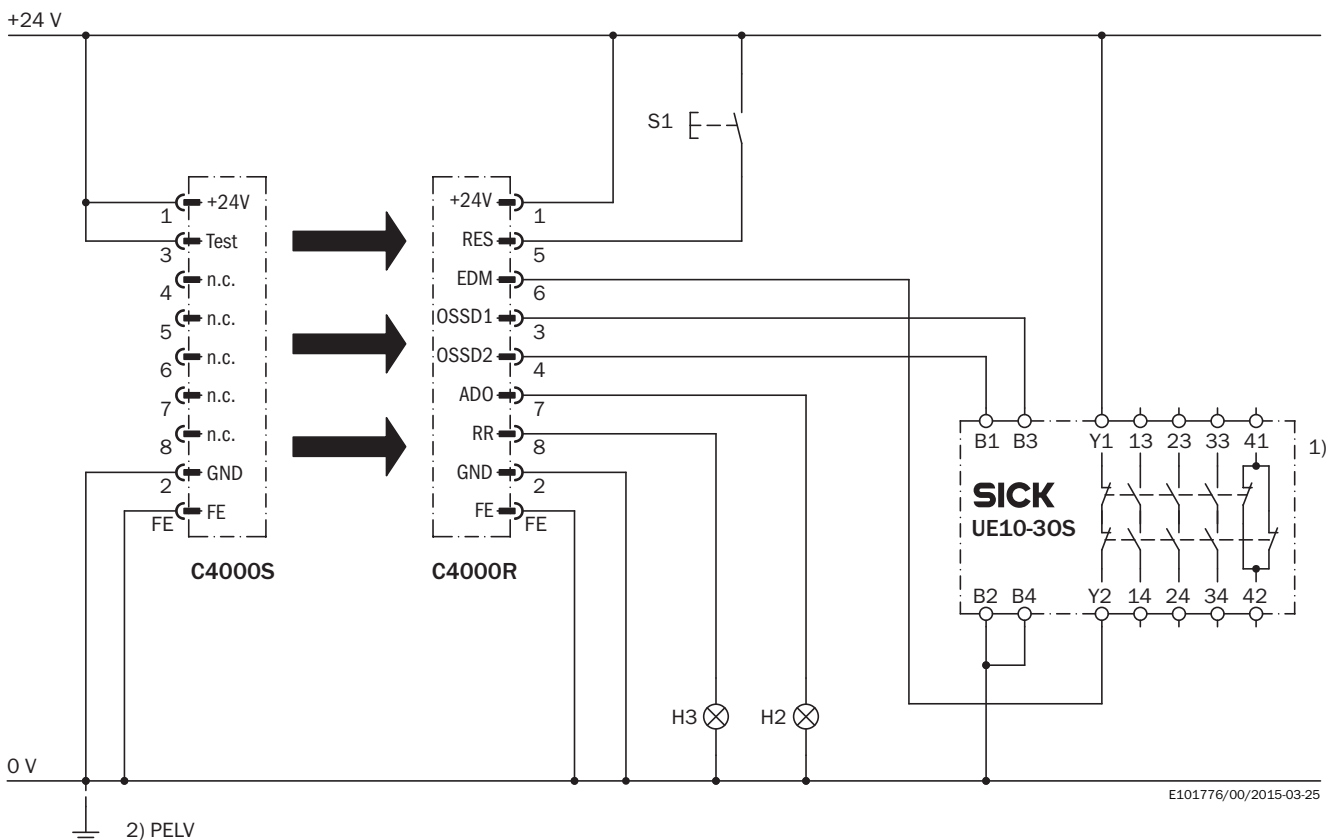 +24 V
S1
1 +24V
3 Test
4 n.c.
5 n.c.
6 n.c.
7 n.c.
8 n.c.
2 GND
FE FE
C4000S
+24V 1
RES 5
EDM 6
OSSD1 3
OSSD2 4
ADO 7
RR 8
GND 2
FE FE
C4000R
B1 B3 Y1 13 23 33 41
1)
SICK
UE10-3OS
B2 B4 Y2 14 24 34 42
H3 H2
0 V
E101776/00/2015-03-25
2) PELV